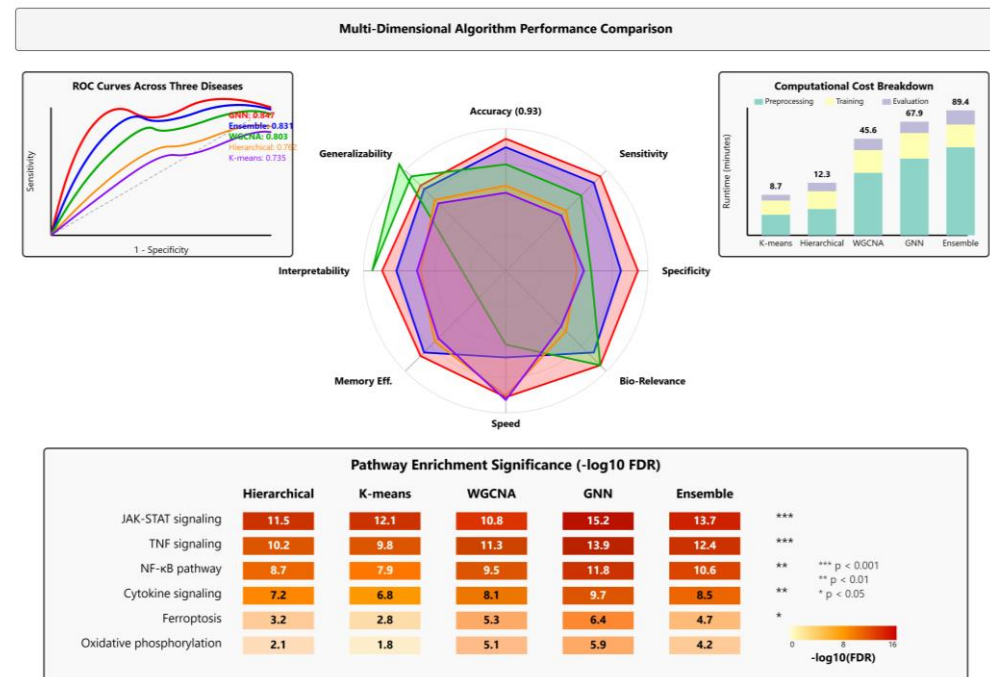 Multi-Dimensional Algorithm Performance Comparison
ROC Curves Across Three Diseases
GNN: 0.847
Ensemble: 0.831
WGCNA: 0.803
Hierarchical: 0.762
K-means: 0.735
Sensitivity
1 - Specificity
Accuracy (0.93)
Sensitivity
Specificity
Bio-Relevance
Speed
Memory Eff.
Interpretability
Generalizability
Computational Cost Breakdown
Preprocessing Training Evaluation
Runtime (minutes)
8.7 12.3 45.6 67.9 89.4
K-means Hierarchical WGCNA GNN Ensemble
Pathway Enrichment Significance (-log10 FDR)
Hierarchical K-means WGCNA GNN Ensemble
JAK-STAT signaling 11.5 12.1 10.8 15.2 13.7 ***
TNF signaling 10.2 9.8 11.3 13.9 12.4 ***
NF-κB pathway 8.7 7.9 9.5 11.8 10.6 **
Cytokine signaling 7.2 6.8 8.1 9.7 8.5 **
Ferroptosis 3.2 2.8 5.3 6.4 4.7 *
Oxidative phosphorylation 2.1 1.8 5.1 5.9 4.2
*** p < 0.001
** p < 0.01
* p < 0.05
0 8 16
-log10(FDR)